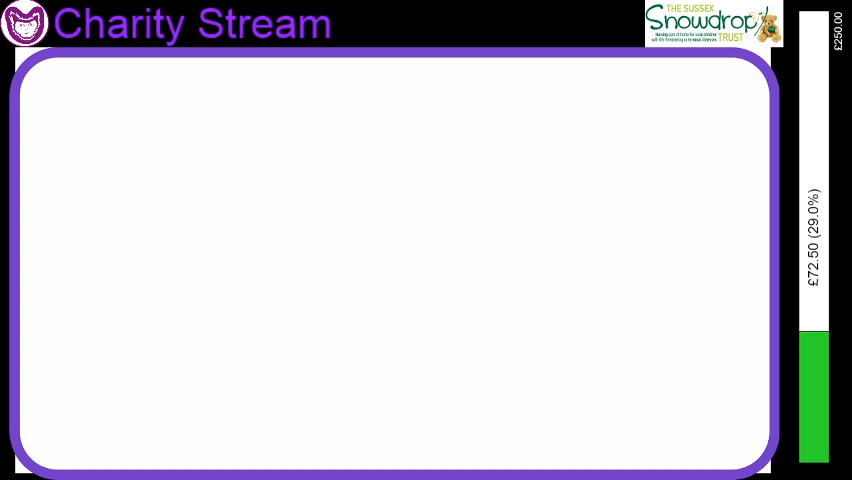 Charity Stream
THE SUSSEX
Snowdrop
TRUST
£250.00
£72.50 (29.0%)